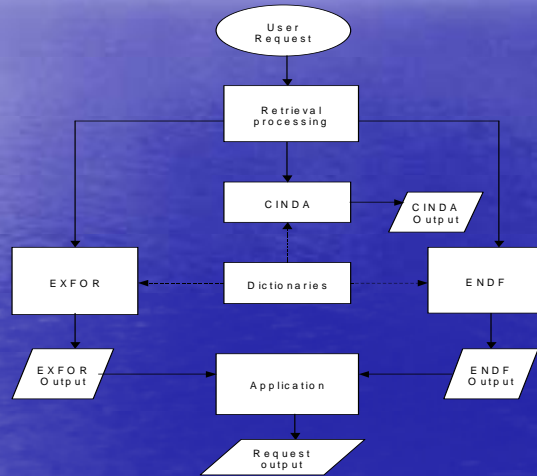 User
Request
Retrieval
processing
CINDA
CINDA
Output
EXFOR
Dictionaries
ENDF
EXFOR
Output
Application
ENDF
Output
Request
output